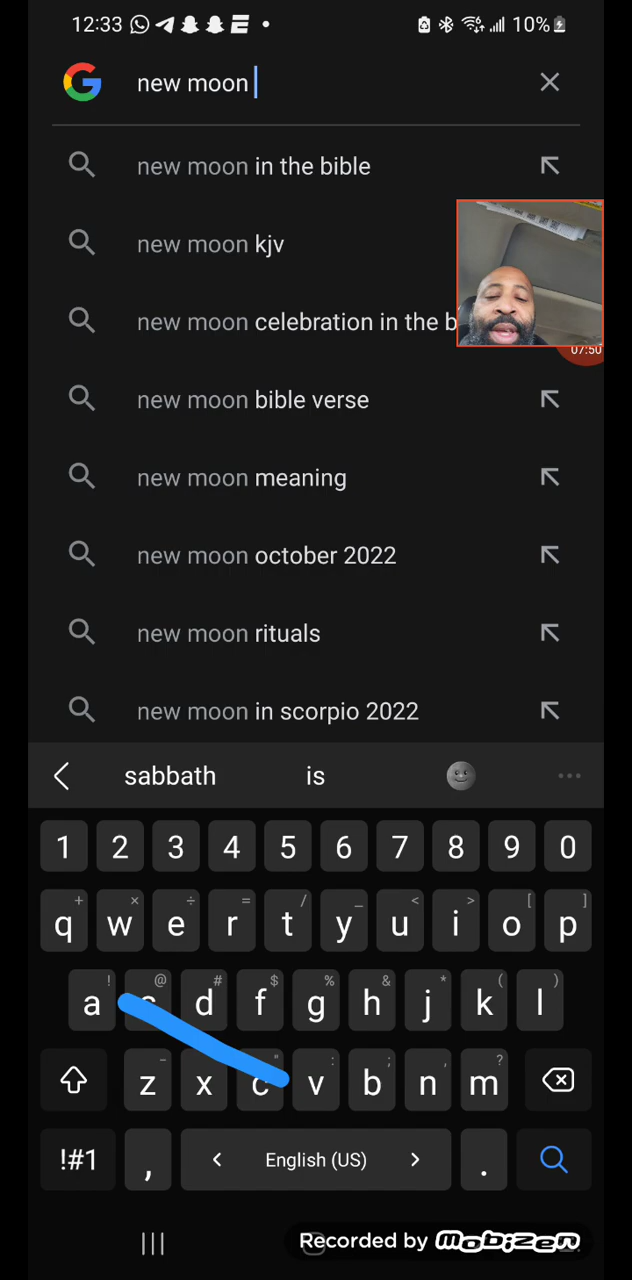 12:33 10%
new moon
new moon in the bible
new moon kjv
new moon celebration in the b
07:50
new moon bible verse
new moon meaning
new moon october 2022
new moon rituals
new moon in scorpio 2022
sabbath is
1 2 3 4 5 6 7 8 9 0
+ × ÷ = / _ < > [ ]
q w e r t y u i o p
! @ # $ % & * ( )
a s d f g h j k l
- " : ; , ?
z x c v b n m
!#1 , < English (US) > .
Recorded by MOBIZEN